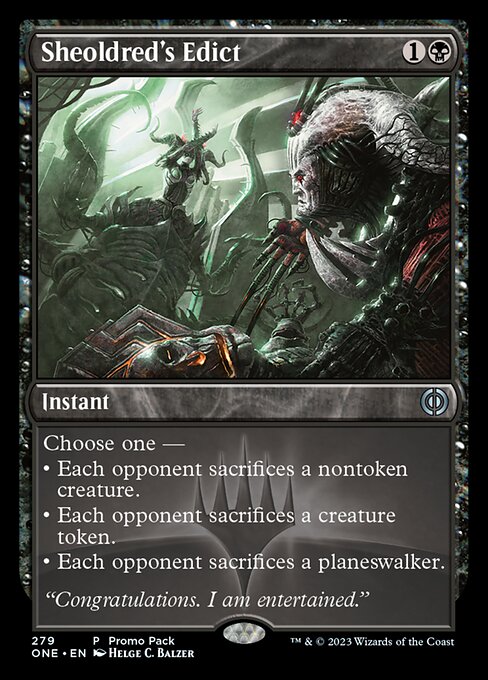 Sheoldred's Edict 1
Instant
Choose one —
• Each opponent sacrifices a nontoken
creature.
• Each opponent sacrifices a creature
token.
• Each opponent sacrifices a planeswalker.
“Congratulations. I am entertained.”
279 P Promo Pack
ONE • EN Helge C. Balzer
™ & © 2023 Wizards of the Coast